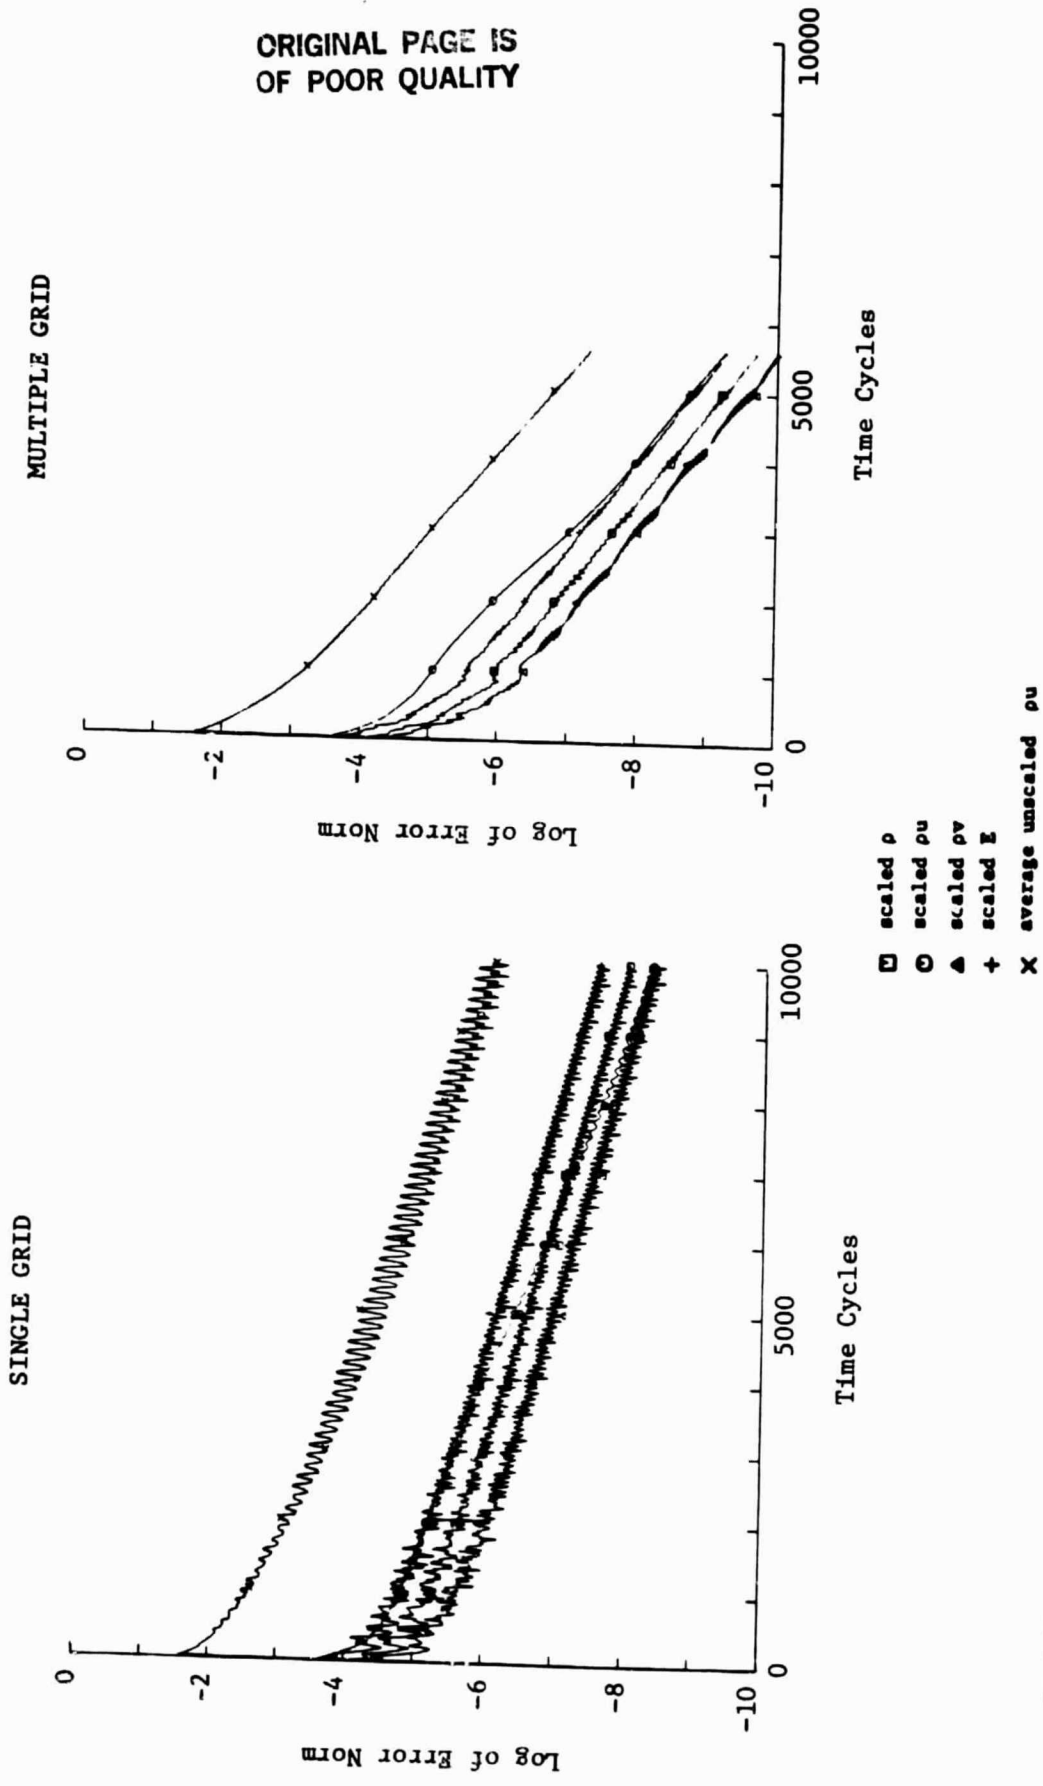 ORIGINAL PAGE IS
OF POOR QUALITY
SINGLE GRID
Log of Error Norm
0
-2
-4
-6
-8
-10
0
5000
10000
Time Cycles
MULTIPLE GRID
Log of Error Norm
0
-2
-4
-6
-8
-10
0
5000
10000
Time Cycles
scaled ρ
scaled ρu
scaled ρv
scaled E
average unscaled ρu